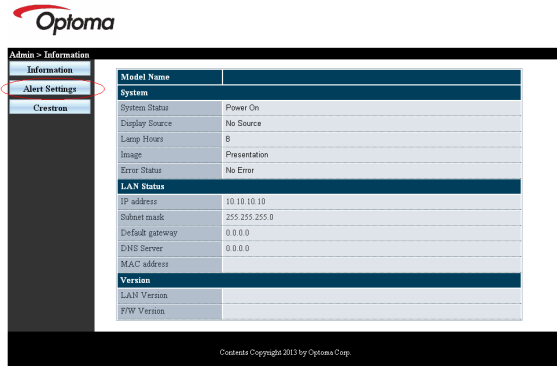 Optoma
Admin > Information
Information
Alert Settings
Crestron
Model Name
System
System Status Power On
Display Source No Source
Lamp Hours 8
Image Presentation
Error Status No Error
LAN Status
IP address 10.10.10.10
Subnet mask 255.255.255.0
Default gateway 0.0.0.0
DNS Server 0.0.0.0
MAC address
Version
LAN Version
F/W Version
Contents Copyright 2013 by Optoma Corp.